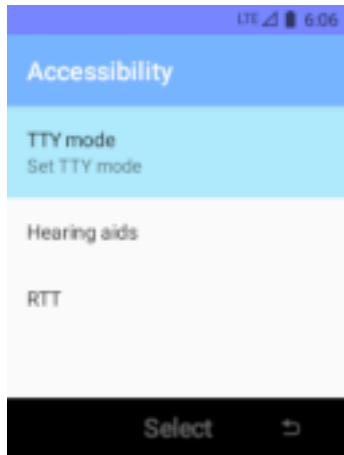 LTE 6:06
Accessibility
TTY mode
Set TTY mode
Hearing aids
RTT
Select